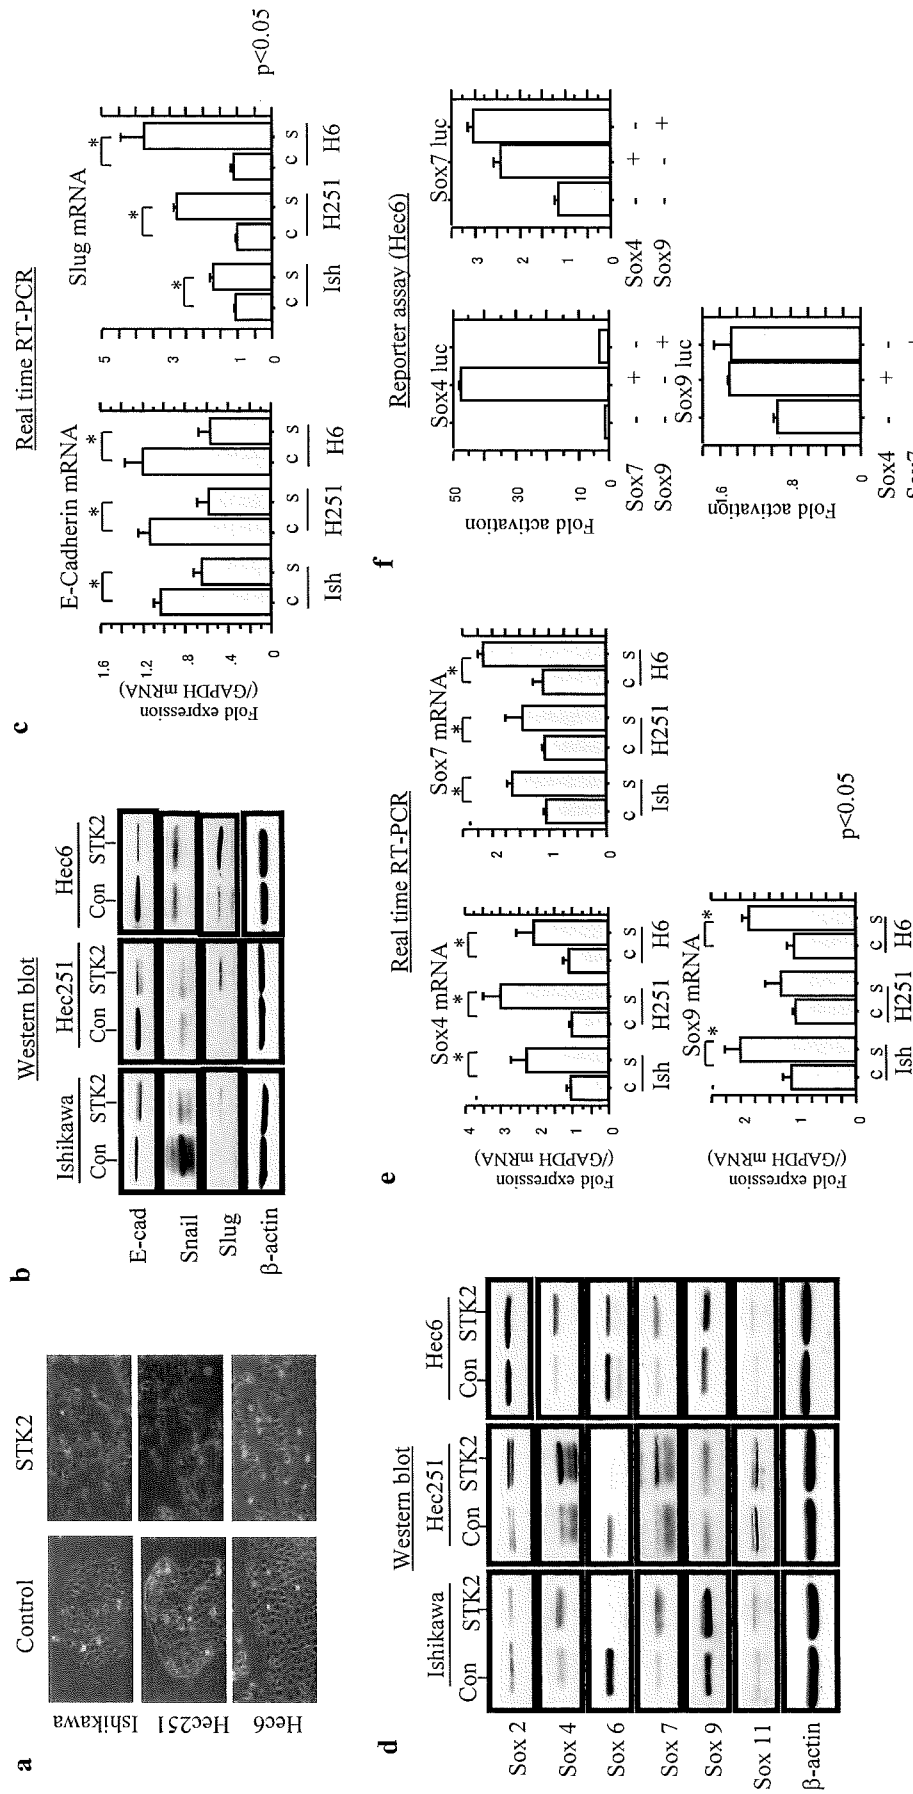 a
Control
STK2
Ishikawa
Hec251
Hec6
b
Western blot
Ishikawa
Hec251
Hec6
Con
STK2
Con
STK2
Con
STK2
E-cad
Snail
Slug
β-actin
c
Real time RT-PCR
E-Cadherin mRNA
Slug mRNA
Fold expression
(/GAPDH mRNA)
1.6
1.2
.8
.4
0
* * *
c s c s c s
Ish H251 H6
5
3
1
0
* * *
c s c s c s
Ish H251 H6
p<0.05
d
Western blot
Ishikawa
Hec251
Hec6
Con
STK2
Con
STK2
Con
STK2
Sox 2
Sox 4
Sox 6
Sox 7
Sox 9
Sox 11
β-actin
e
Real time RT-PCR
Sox4 mRNA
Sox7 mRNA
Fold expression
(/GAPDH mRNA)
4
3
2
1
0
* * *
c s c s c s
Ish H251 H6
2
1
0
* * *
c s c s c s
Ish H251 H6
Sox9 mRNA
Fold expression
(/GAPDH mRNA)
2
1
0
* *
c s c s c s
Ish H251 H6
p<0.05
f
Reporter assay (Hec6)
Sox4 luc
Sox7 luc
Fold activation
50
30
10
0
Sox7 - + -
Sox9 - - +
3
2
1
0
Sox4 - + -
Sox9 - - +
Sox9 luc
Fold activation
1.6
.8
0
Sox4 - + -
Sox7